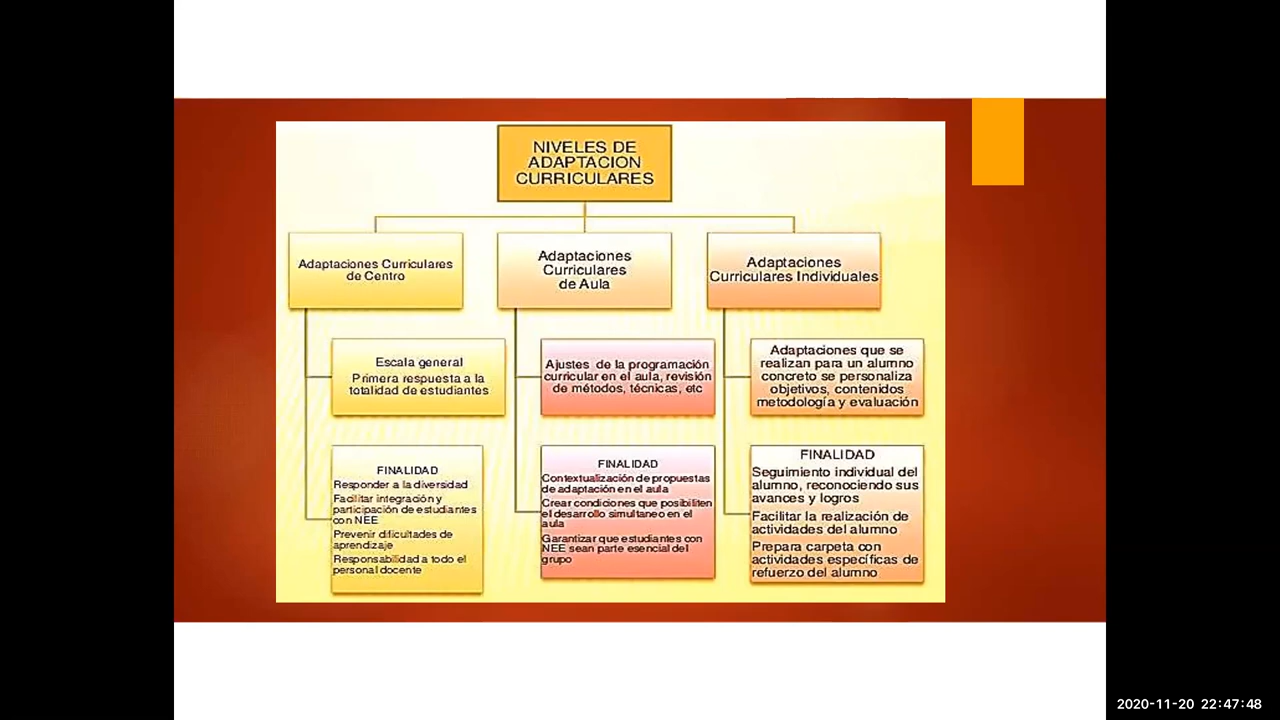 NIVELES DE
ADAPTACION
CURRICULARES
Adaptaciones Curriculares
de Centro
Adaptaciones
Curriculares
de Aula
Adaptaciones
Curriculares Individuales
Escala general
Primera respuesta a la
totalidad de estudiantes
Ajustes de la programación
curricular en el aula, revisión
de métodos, técnicas, etc
Adaptaciones que se
realizan para un alumno
concreto se personaliza
objetivos, contenidos
metodología y evaluación
FINALIDAD
Responder a la diversidad
Facilitar integración y
participación de estudiantes
con NEE
Prevenir dificultades de
aprendizaje
Responsabilidad a todo el
personal docente
FINALIDAD
Contextualización de propuestas
de adaptación en el aula
Crear condiciones que posibiliten
el desarrollo simultaneo en el
aula
Garantizar que estudiantes con
NEE sean parte esencial del
grupo
FINALIDAD
Seguimiento individual del
alumno, reconociendo sus
avances y logros
Facilitar la realización de
actividades del alumno
Prepara carpeta con
actividades específicas de
refuerzo del alumno
2020-11-20 22:47:48